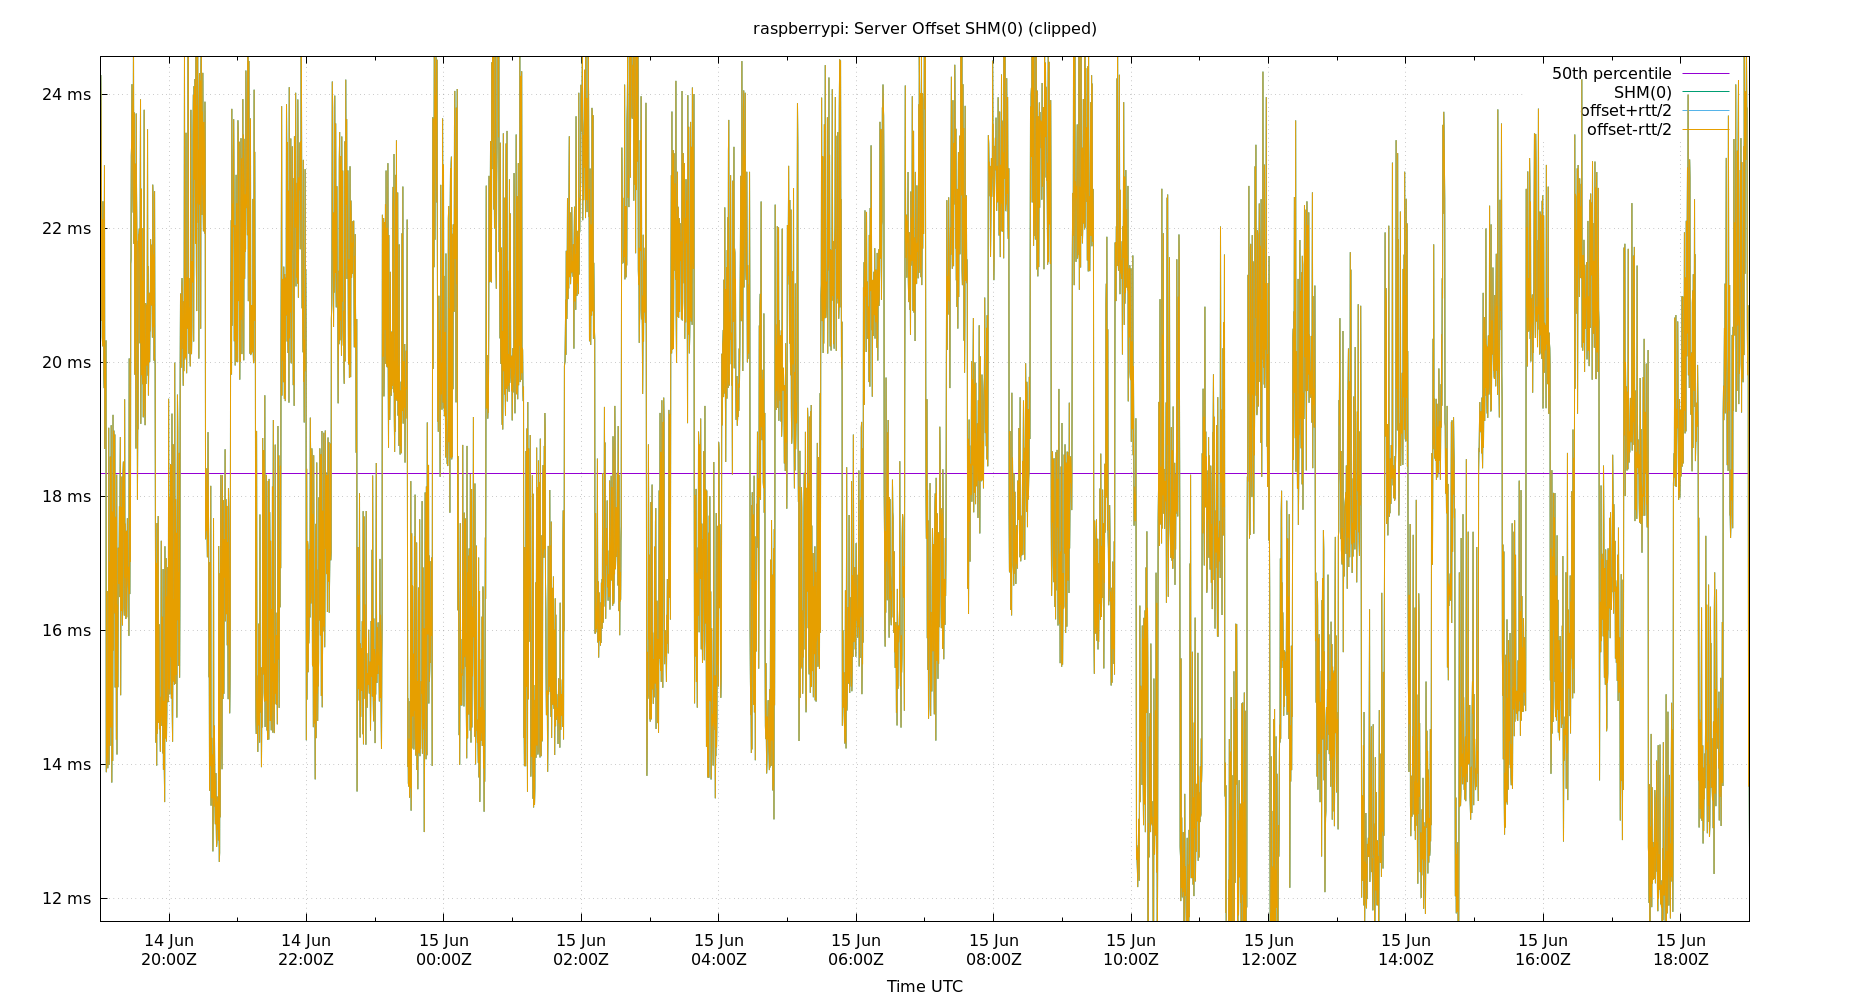 raspberrypi: Server Offset SHM(0) (clipped)
50th percentile
SHM(0)
offset+rtt/2
offset-rtt/2
24 ms
22 ms
20 ms
18 ms
16 ms
14 ms
12 ms
14 Jun 14 Jun 15 Jun 15 Jun 15 Jun 15 Jun 15 Jun 15 Jun 15 Jun 15 Jun 15 Jun 15 Jun
20:00Z 22:00Z 00:00Z 02:00Z 04:00Z 06:00Z 08:00Z 10:00Z 12:00Z 14:00Z 16:00Z 18:00Z
Time UTC